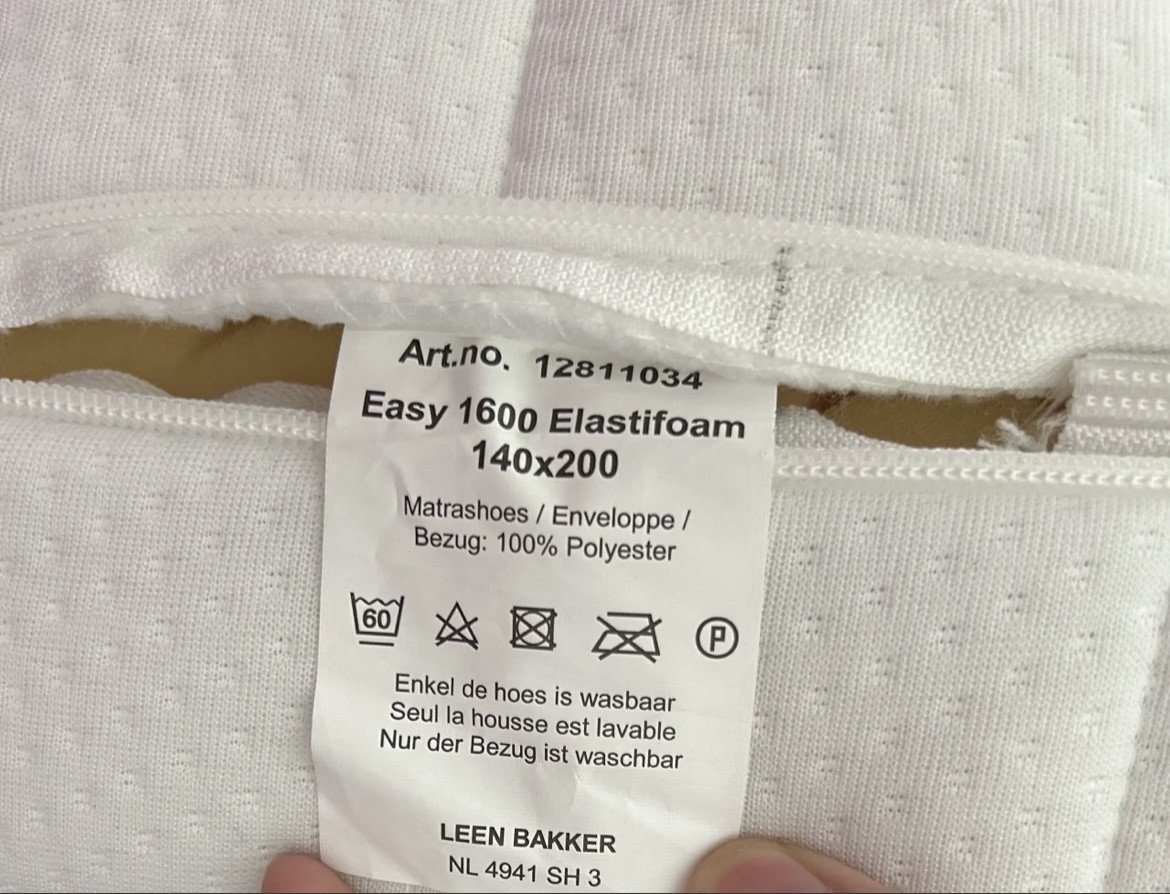 Art.no. 12811034
Easy 1600 Elastifoam
140x200
Matrashoes / Enveloppe /
Bezug: 100% Polyester
60
P
Enkel de hoes is wasbaar
Seul la housse est lavable
Nur der Bezug ist waschbar
LEEN BAKKER
NL 4941 SH 3